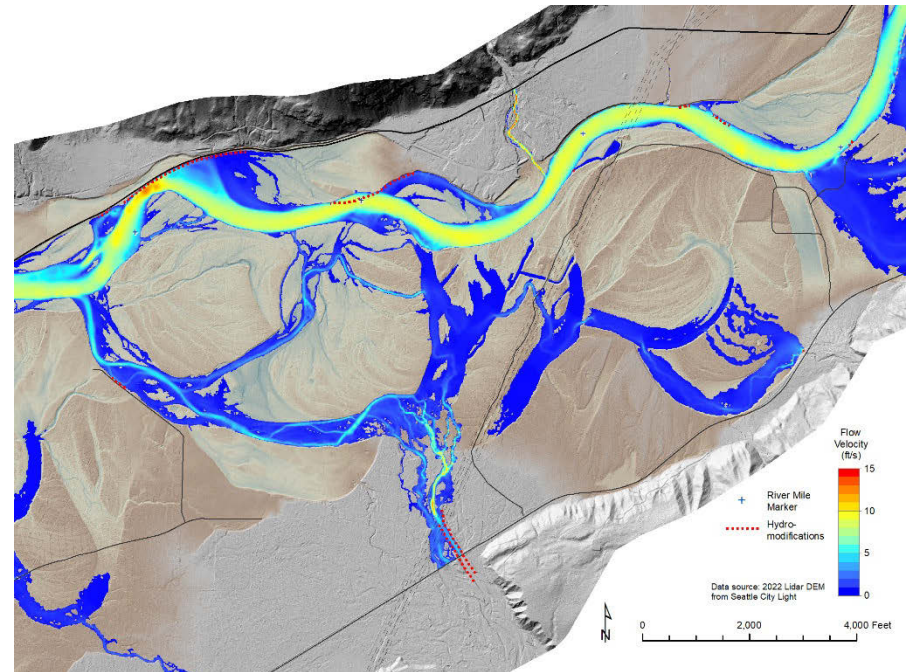 Flow
Velocity
(ft/s)
15
10
5
0
+ River Mile
Marker
Hydro-
modifications
Data source: 2022 Lidar DEM
from Seattle City Light
N
0 2,000 4,000 Feet